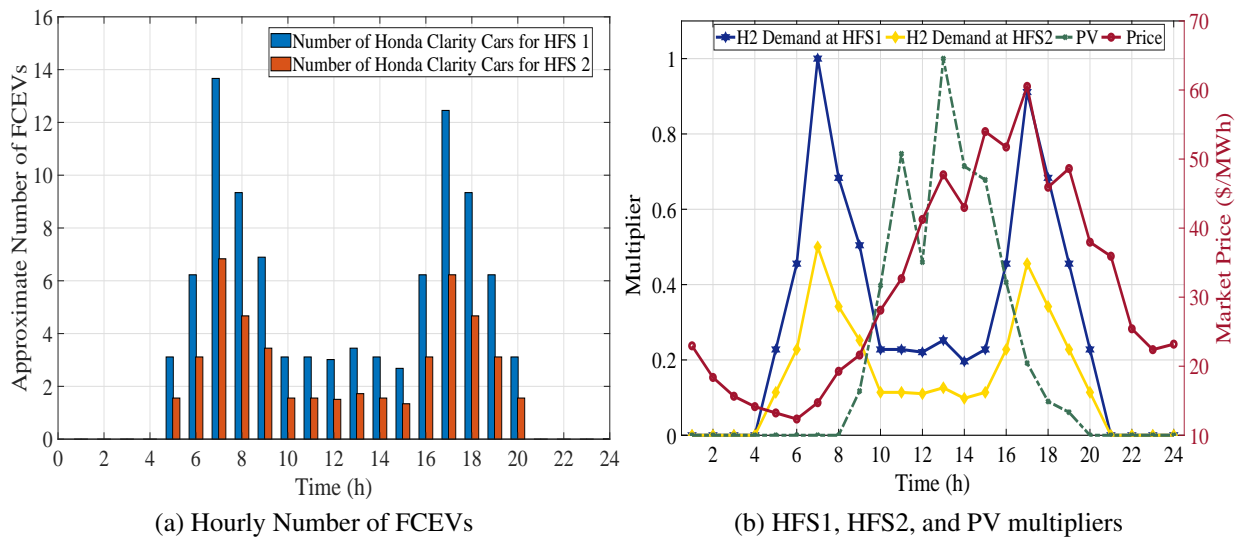 16
14
12
10
8
6
4
2
0
Approximate Number of FCEVs
Number of Honda Clarity Cars for HFS 1
Number of Honda Clarity Cars for HFS 2
0 2 4 6 8 10 12 14 16 18 20 22 24
Time (h)
(a) Hourly Number of FCEVs
H2 Demand at HFS1 H2 Demand at HFS2 PV Price
1
0.8
0.6
0.4
0.2
0
Multiplier
70
60
50
40
30
20
10
Market Price ($/MWh)
2 4 6 8 10 12 14 16 18 20 22 24
Time (h)
(b) HFS1, HFS2, and PV multipliers